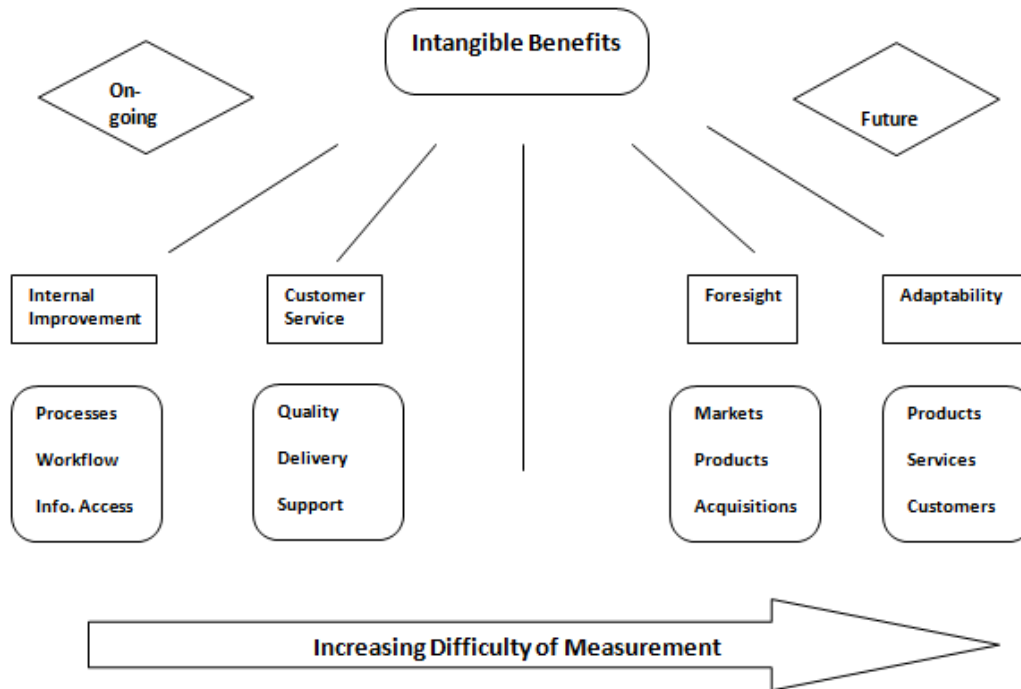 Intangible Benefits
On-
going
Future
Internal
Improvement
Customer
Service
Foresight
Adaptability
Processes
Workflow
Info. Access
Quality
Delivery
Support
Markets
Products
Acquisitions
Products
Services
Customers
Increasing Difficulty of Measurement